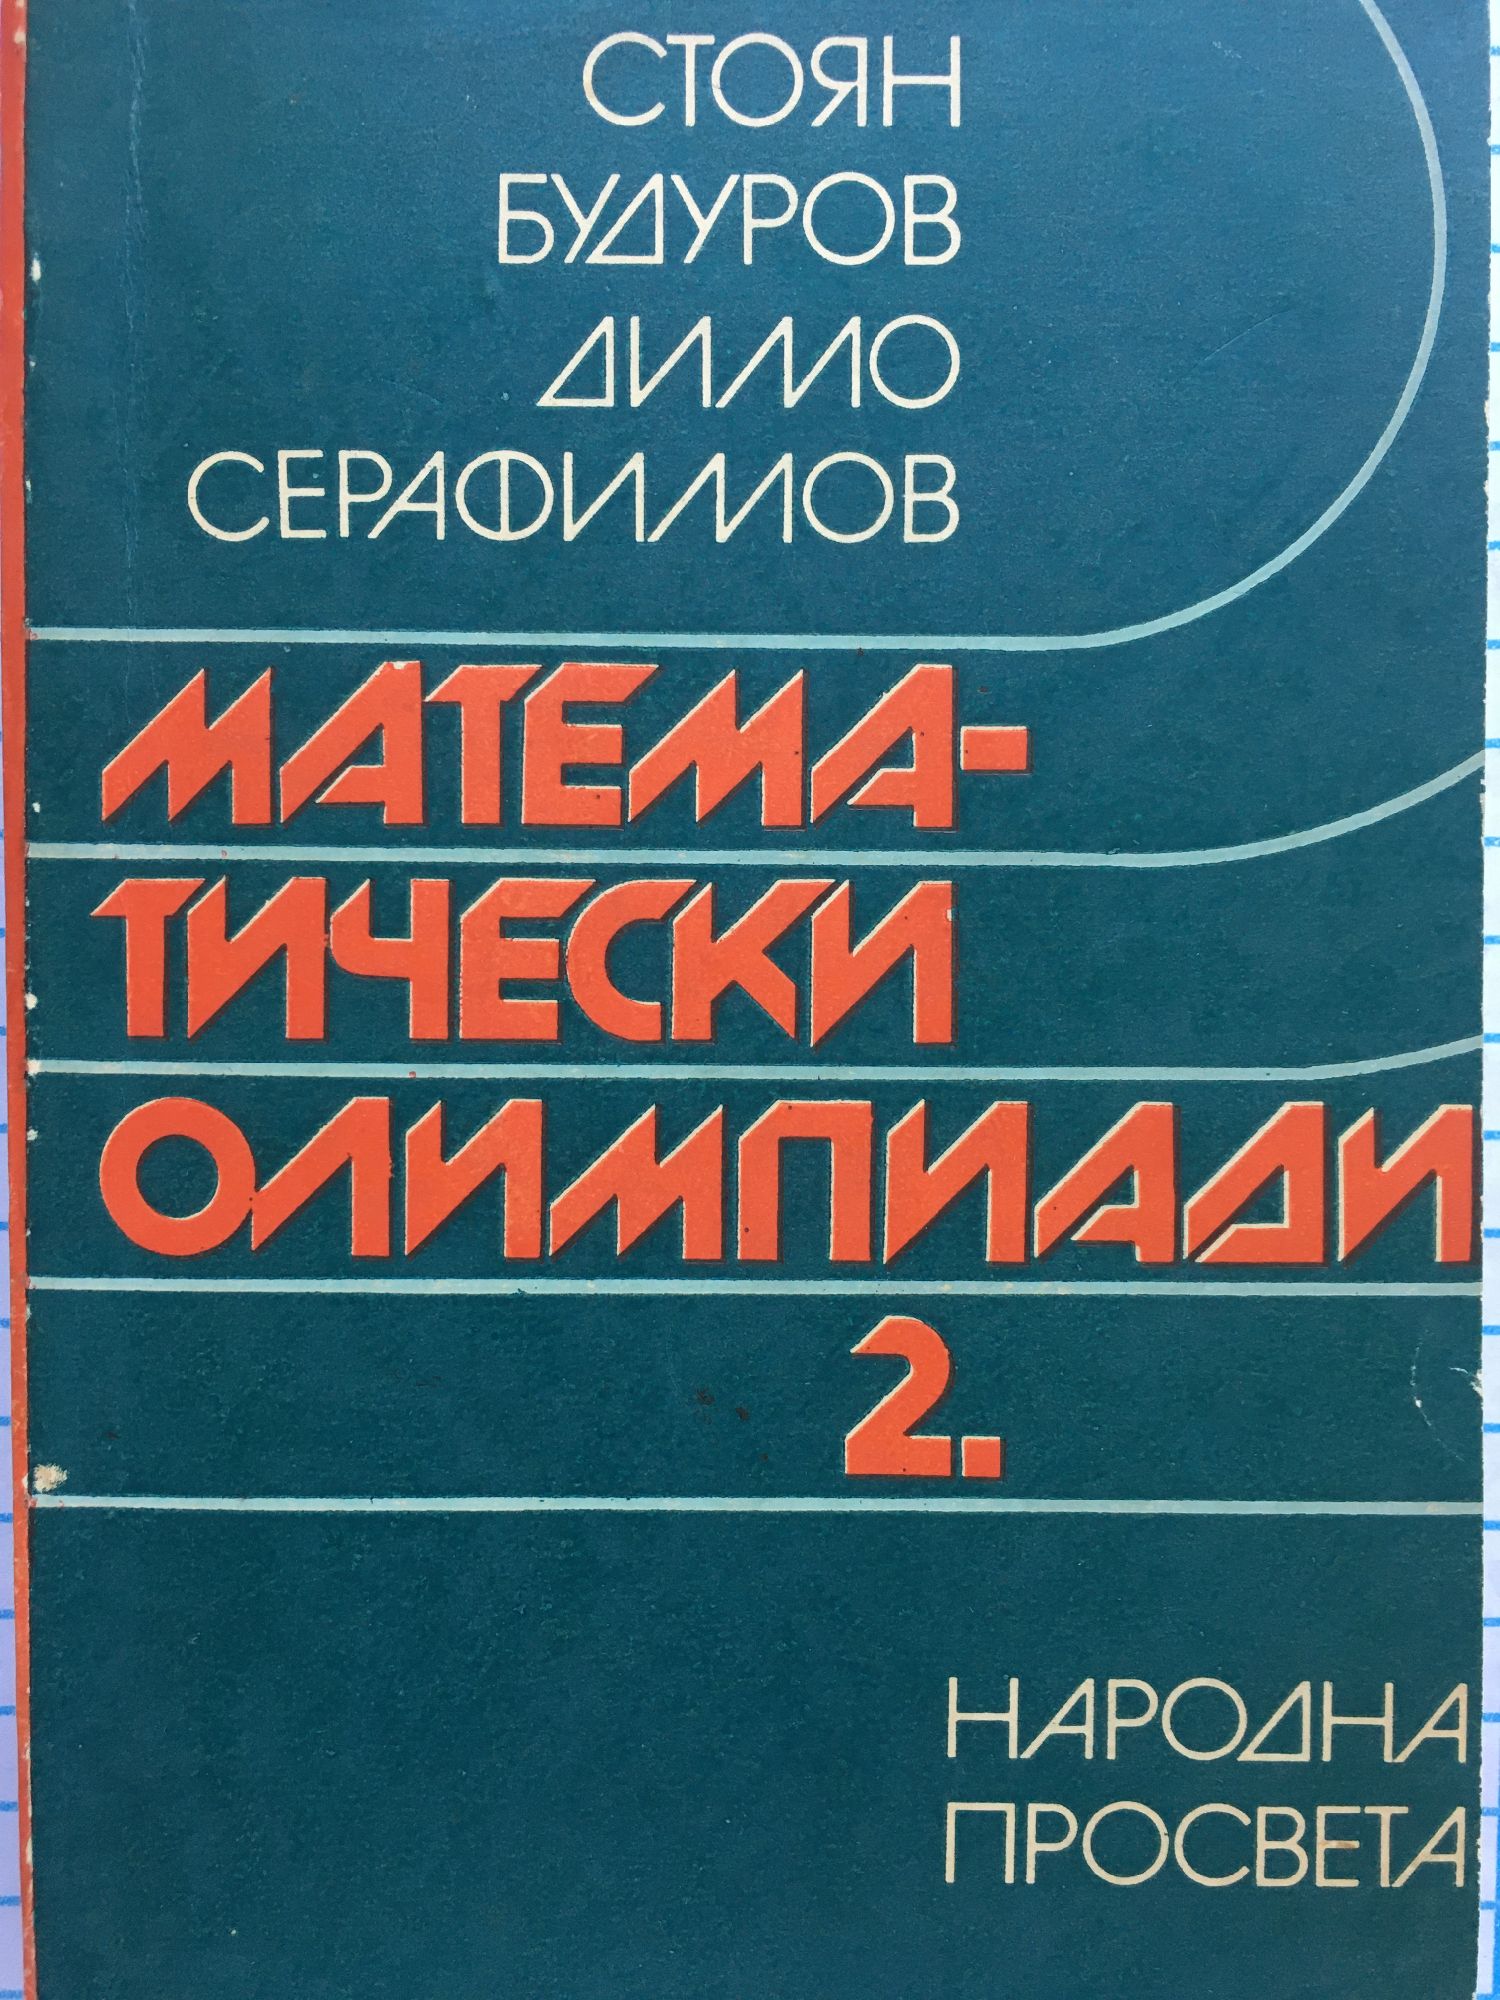 СТОЯН
БУДУРОВ
ДИМО
СЕРАФИМОВ
МАТЕМА-
ТИЧЕСКИ
ОЛИМПИАДИ
2.
НАРОДНА
ПРОСВЕТА